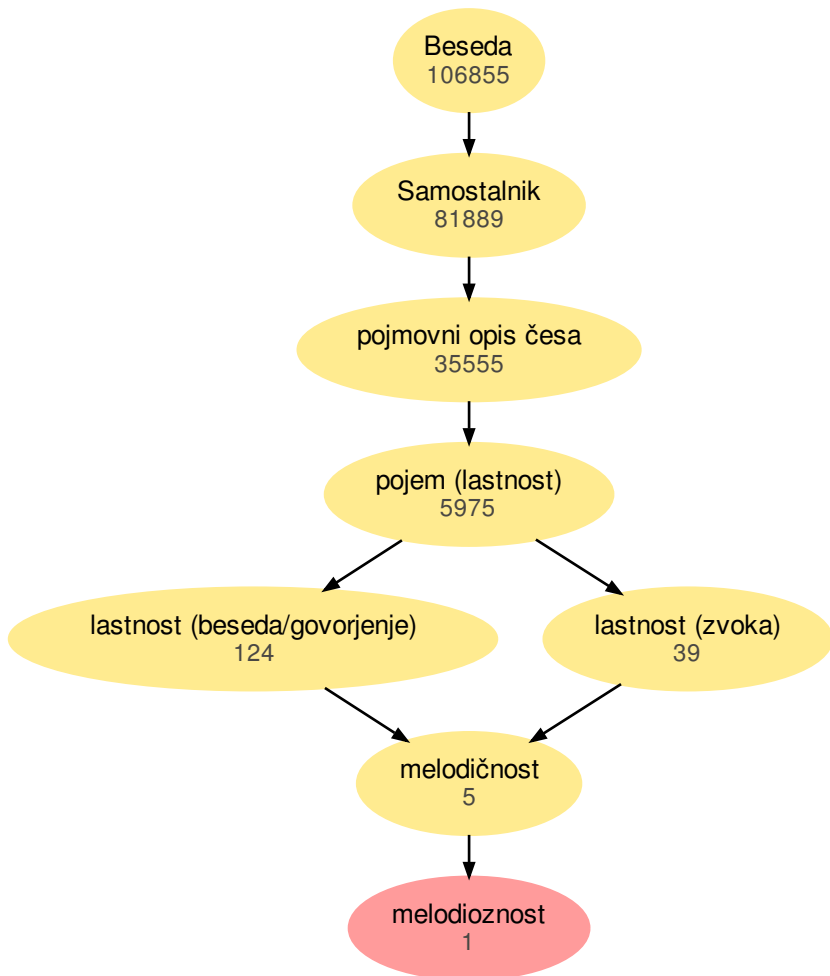 Beseda
106855
Samostalnik
81889
pojmovni opis česa
35555
pojem (lastnost)
5975
lastnost (beseda/govorjenje)
124
lastnost (zvoka)
39
melodičnost
5
melodioznost
1